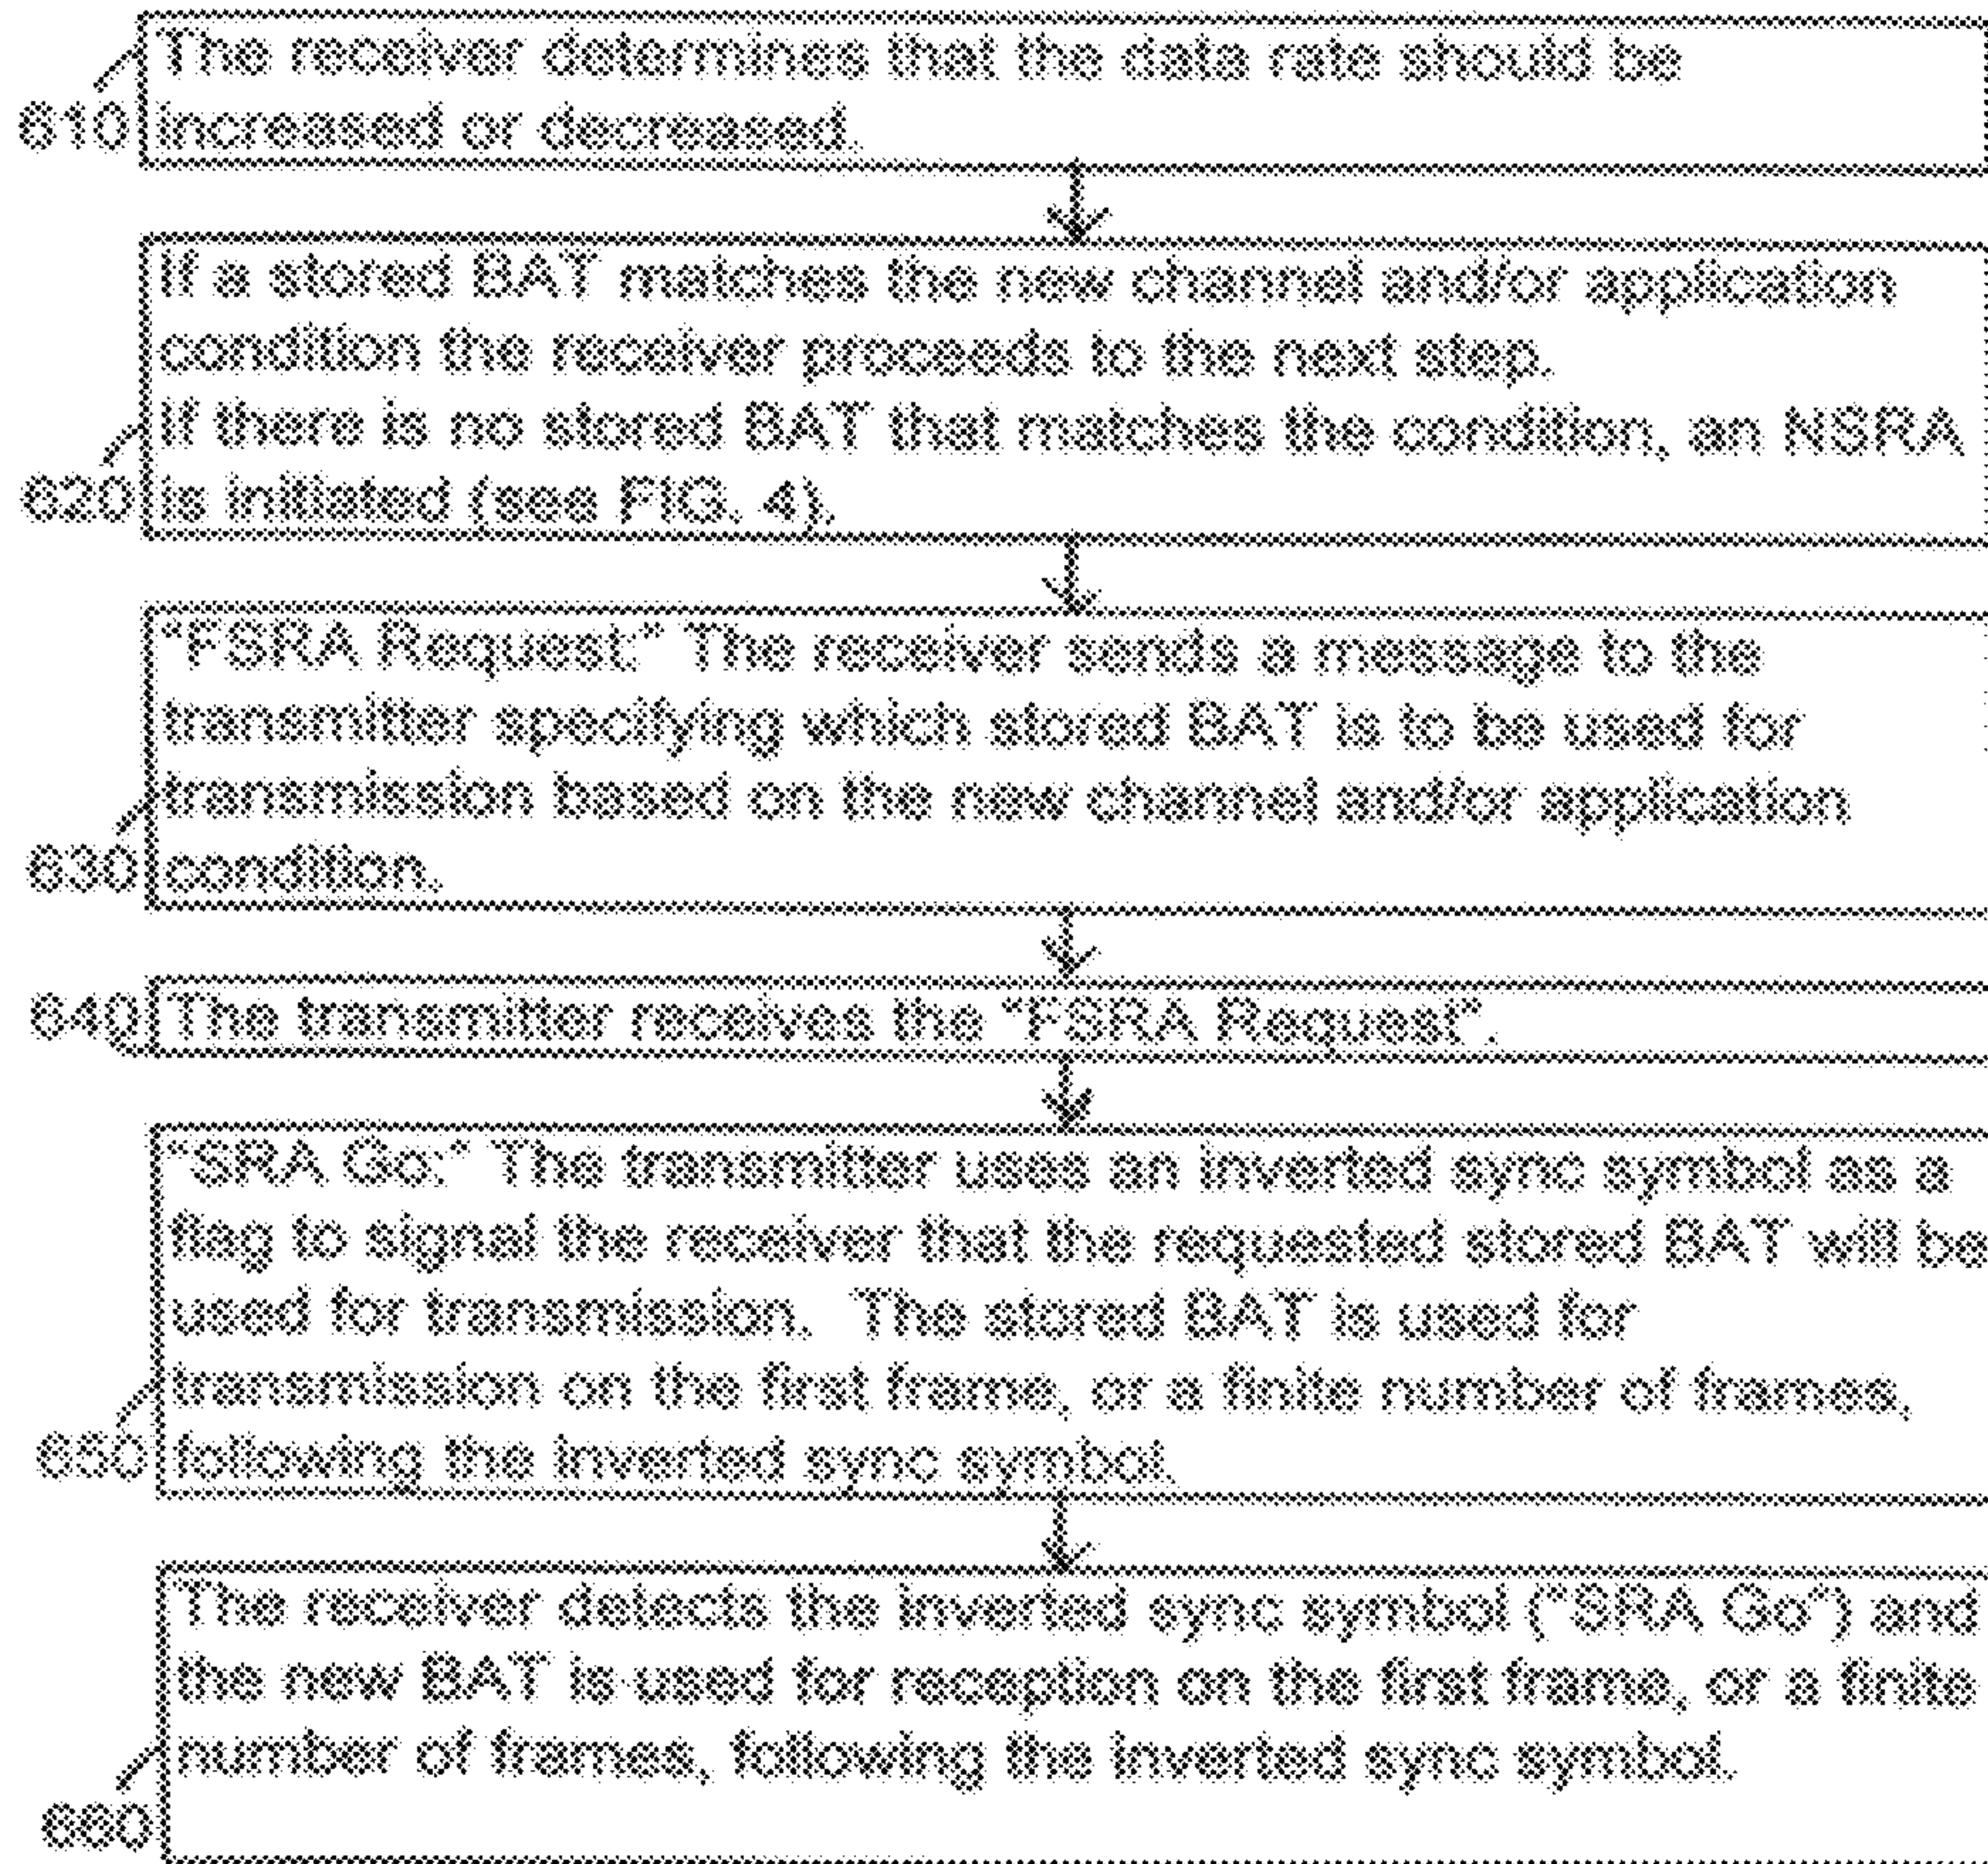 The receiver determines that the data rate should be
610 increased or decreased.
If a stored BAT matches the new channel and/or application
condition the receiver proceeds to the next step.
If there is no stored BAT that matches the condition, an NSRA
620 is initiated (see FIG. 4).
"FSRA Request:" The receiver sends a message to the
transmitter specifying which stored BAT is to be used for
transmission based on the new channel and/or application
630 condition.
640 The transmitter receives the "FSRA Request".
"SRA Go:" The transmitter uses an inverted sync symbol as a
flag to signal the receiver that the requested stored BAT will be
used for transmission. The stored BAT is used for
transmission on the first frame, or a finite number of frames,
650 following the inverted sync symbol.
The receiver detects the inverted sync symbol ("SRA Go") and
the new BAT is used for reception on the first frame, or a finite
number of frames, following the inverted sync symbol.
660